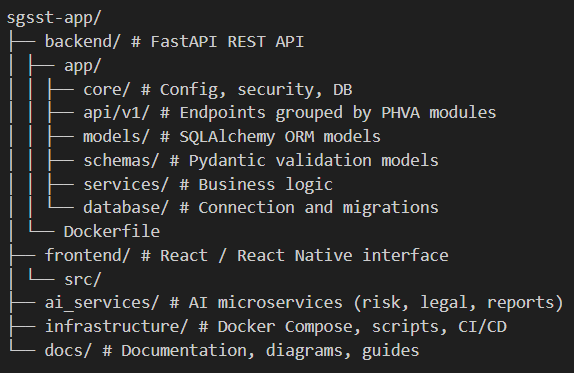 sgsst-app/
├── backend/ # FastAPI REST API
│ ├── app/
│ │ ├── core/ # Config, security, DB
│ │ ├── api/v1/ # Endpoints grouped by PHVA modules
│ │ ├── models/ # SQLAlchemy ORM models
│ │ ├── schemas/ # Pydantic validation models
│ │ ├── services/ # Business logic
│ │ └── database/ # Connection and migrations
│ └── Dockerfile
├── frontend/ # React / React Native interface
│ └── src/
├── ai_services/ # AI microservices (risk, legal, reports)
├── infrastructure/ # Docker Compose, scripts, CI/CD
└── docs/ # Documentation, diagrams, guides